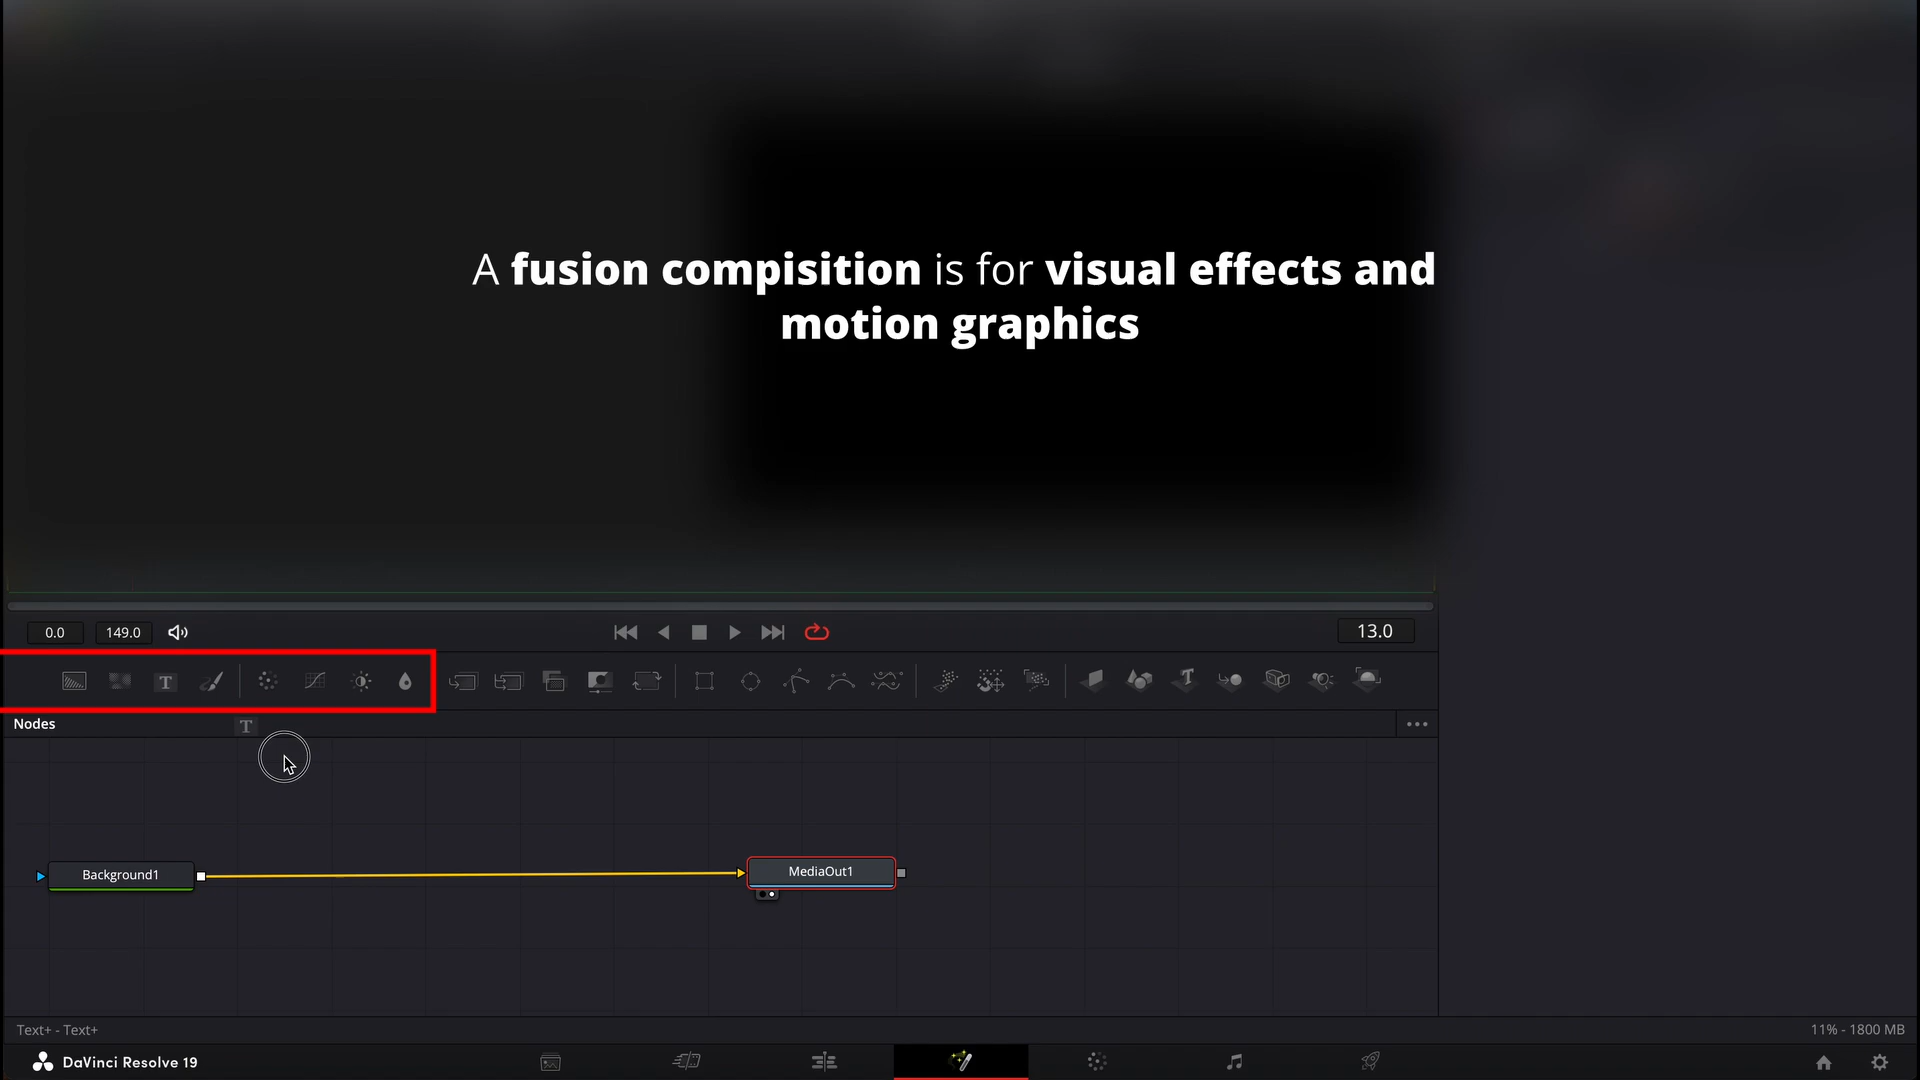 A fusion compisition is for visual effects and
motion graphics
0.0
149.0
13.0
T
Nodes
T
Background1
MediaOut1
Text+ - Text+
11% - 1800 MB
DaVinci Resolve 19